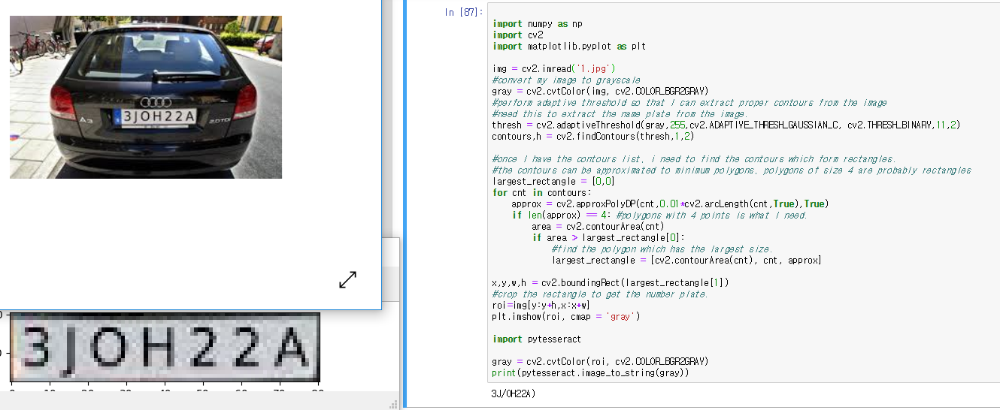 A3
3JOH22A
2.0TDI
3JOH22A
0 10 20 30 40 50 60 70 80
In [87]:
import numpy as np
import cv2
import matplotlib.pyplot as plt
img = cv2.imread('1.jpg')
#convert my image to grayscale
gray = cv2.cvtColor(img, cv2.COLOR_BGR2GRAY)
#perform adaptive threshold so that I can extract proper contours from the image
#need this to extract the name plate from the image.
thresh = cv2.adaptiveThreshold(gray,255,cv2.ADAPTIVE_THRESH_GAUSSIAN_C, cv2.THRESH_BINARY,11,2)
contours,h = cv2.findContours(thresh,1,2)
#once I have the contours list, i need to find the contours which form rectangles.
#the contours can be approximated to minimum polygons, polygons of size 4 are probably rectangles
largest_rectangle = [0,0]
for cnt in contours:
    approx = cv2.approxPolyDP(cnt,0.01*cv2.arcLength(cnt,True),True)
    if len(approx) == 4: #polygons with 4 points is what I need.
        area = cv2.contourArea(cnt)
        if area > largest_rectangle[0]:
            #find the polygon which has the largest size.
            largest_rectangle = [cv2.contourArea(cnt), cnt, approx]
x,y,w,h = cv2.boundingRect(largest_rectangle[1])
#crop the rectangle to get the number plate.
roi=img[y:y+h,x:x+w]
plt.imshow(roi, cmap = 'gray')
import pytesseract
gray = cv2.cvtColor(roi, cv2.COLOR_BGR2GRAY)
print(pytesseract.image_to_string(gray))
3J/OH22A)